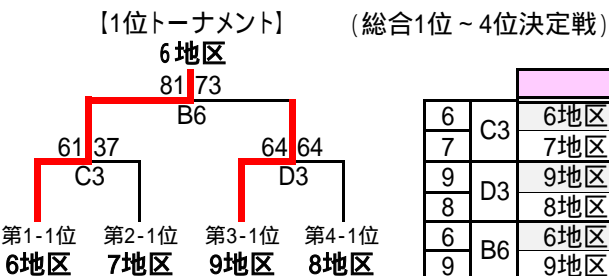 【1位トーナメント】 (総合1位~4位決定戦)
6地区
81 73
B6
61 37 64 64
C3 D3
第1-1位 第2-1位 第3-1位 第4-1位
6地区 7地区 9地区 8地区
6 C3 6地区
7 7地区
9 D3 9地区
8 8地区
6 B6 6地区
9 9地区